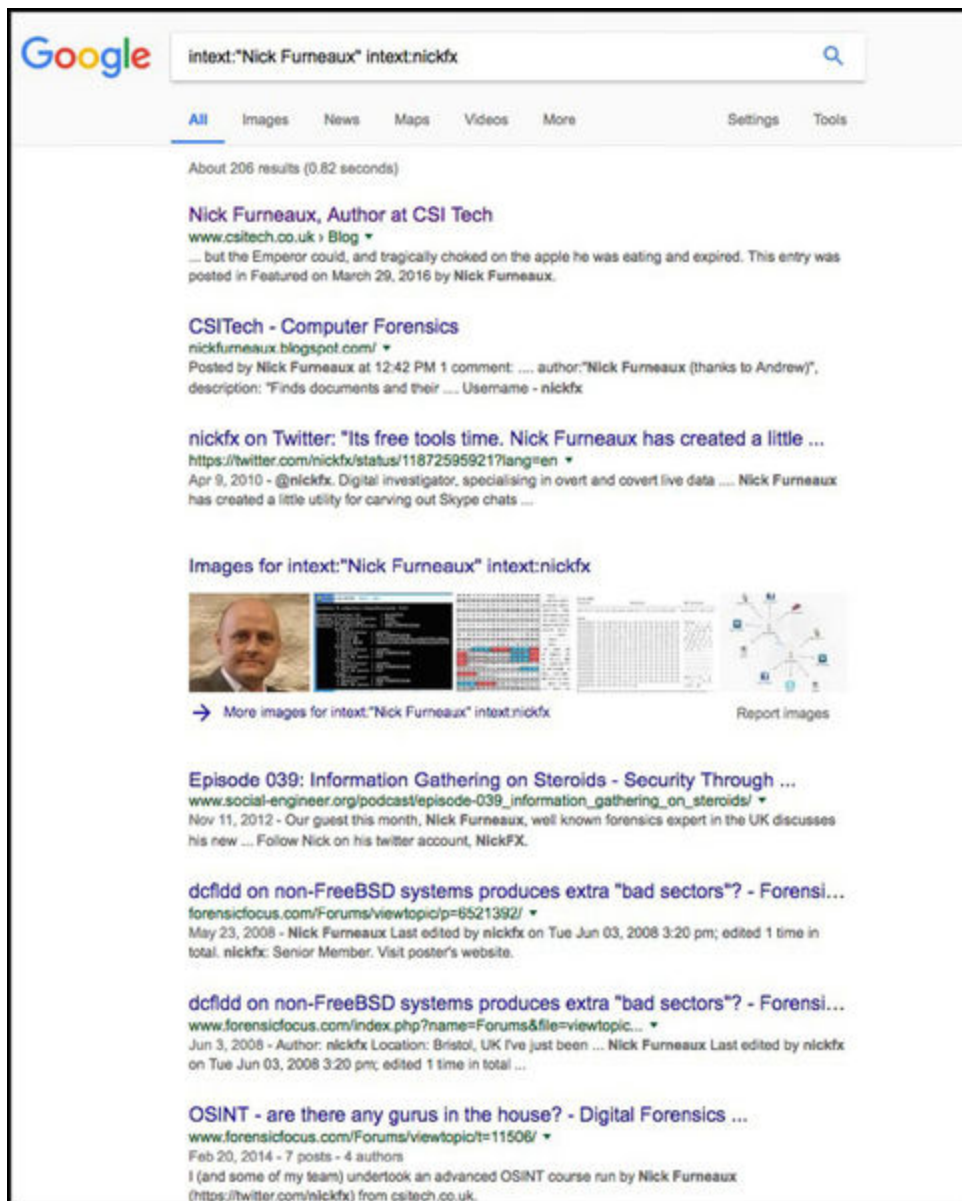 Google
intext:"Nick Furneaux" intext:nickfx
All Images News Maps Videos More Settings Tools
About 206 results (0.82 seconds)
Nick Furneaux, Author at CSI Tech
www.csitech.co.uk › Blog
... but the Emperor could, and tragically choked on the apple he was eating and expired. This entry was
posted in Featured on March 29, 2016 by Nick Furneaux.
CSITech - Computer Forensics
nickfurneaux.blogspot.com/
Posted by Nick Furneaux at 12:42 PM 1 comment: .... author:"Nick Furneaux (thanks to Andrew)",
description: "Finds documents and their .... Username - nickfx
nickfx on Twitter: "Its free tools time. Nick Furneaux has created a little ...
https://twitter.com/nickfx/status/11872595921?lang=en
Apr 9, 2010 - @nickfx. Digital investigator, specialising in overt and covert live data .... Nick Furneaux
has created a little utility for carving out Skype chats ...
Images for intext:"Nick Furneaux" intext:nickfx
More images for intext:"Nick Furneaux" intext:nickfx Report images
Episode 039: Information Gathering on Steroids - Security Through ...
www.social-engineer.org/podcast/episode-039_information_gathering_on_steroids/
Nov 11, 2012 - Our guest this month, Nick Furneaux, well known forensics expert in the UK discusses
his new ... Follow Nick on his twitter account, NickFX.
dcfldd on non-FreeBSD systems produces extra "bad sectors"? - Forensi...
forensicfocus.com/Forums/viewtopic/p=6521392/
May 23, 2008 - Nick Furneaux Last edited by nickfx on Tue Jun 03, 2008 3:20 pm; edited 1 time in
total. nickfx: Senior Member. Visit poster's website.
dcfldd on non-FreeBSD systems produces extra "bad sectors"? - Forensi...
www.forensicfocus.com/index.php?name=Forums&file=viewtopic...
Jun 3, 2008 - Author: nickfx Location: Bristol, UK I've just been ... Nick Furneaux Last edited by nickfx
on Tue Jun 03, 2008 3:20 pm; edited 1 time in total ...
OSINT - are there any gurus in the house? - Digital Forensics ...
www.forensicfocus.com/Forums/viewtopic/t=11506/
Feb 20, 2014 - 7 posts - 4 authors
I (and some of my team) undertook an advanced OSINT course run by Nick Furneaux
(https://twitter.com/nickfx) from csitech.co.uk.